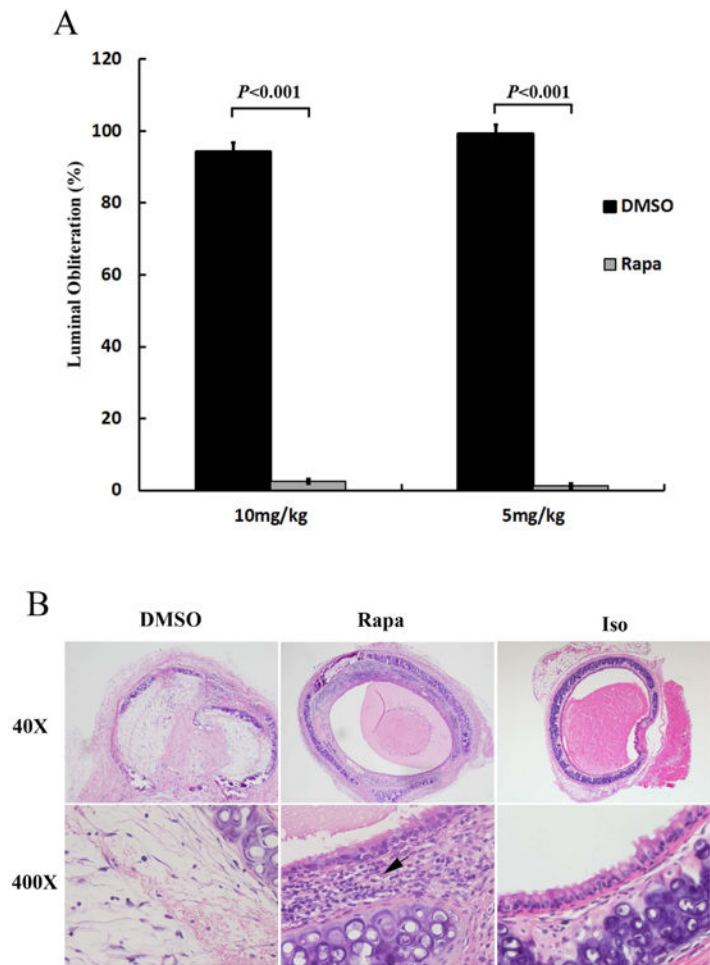 A
Luminal Obliteration (%)
120
100
80
60
40
20
0
P<0.001
P<0.001
DMSO
Rapa
10mg/kg
5mg/kg
B
DMSO
Rapa
Iso
40X
400X